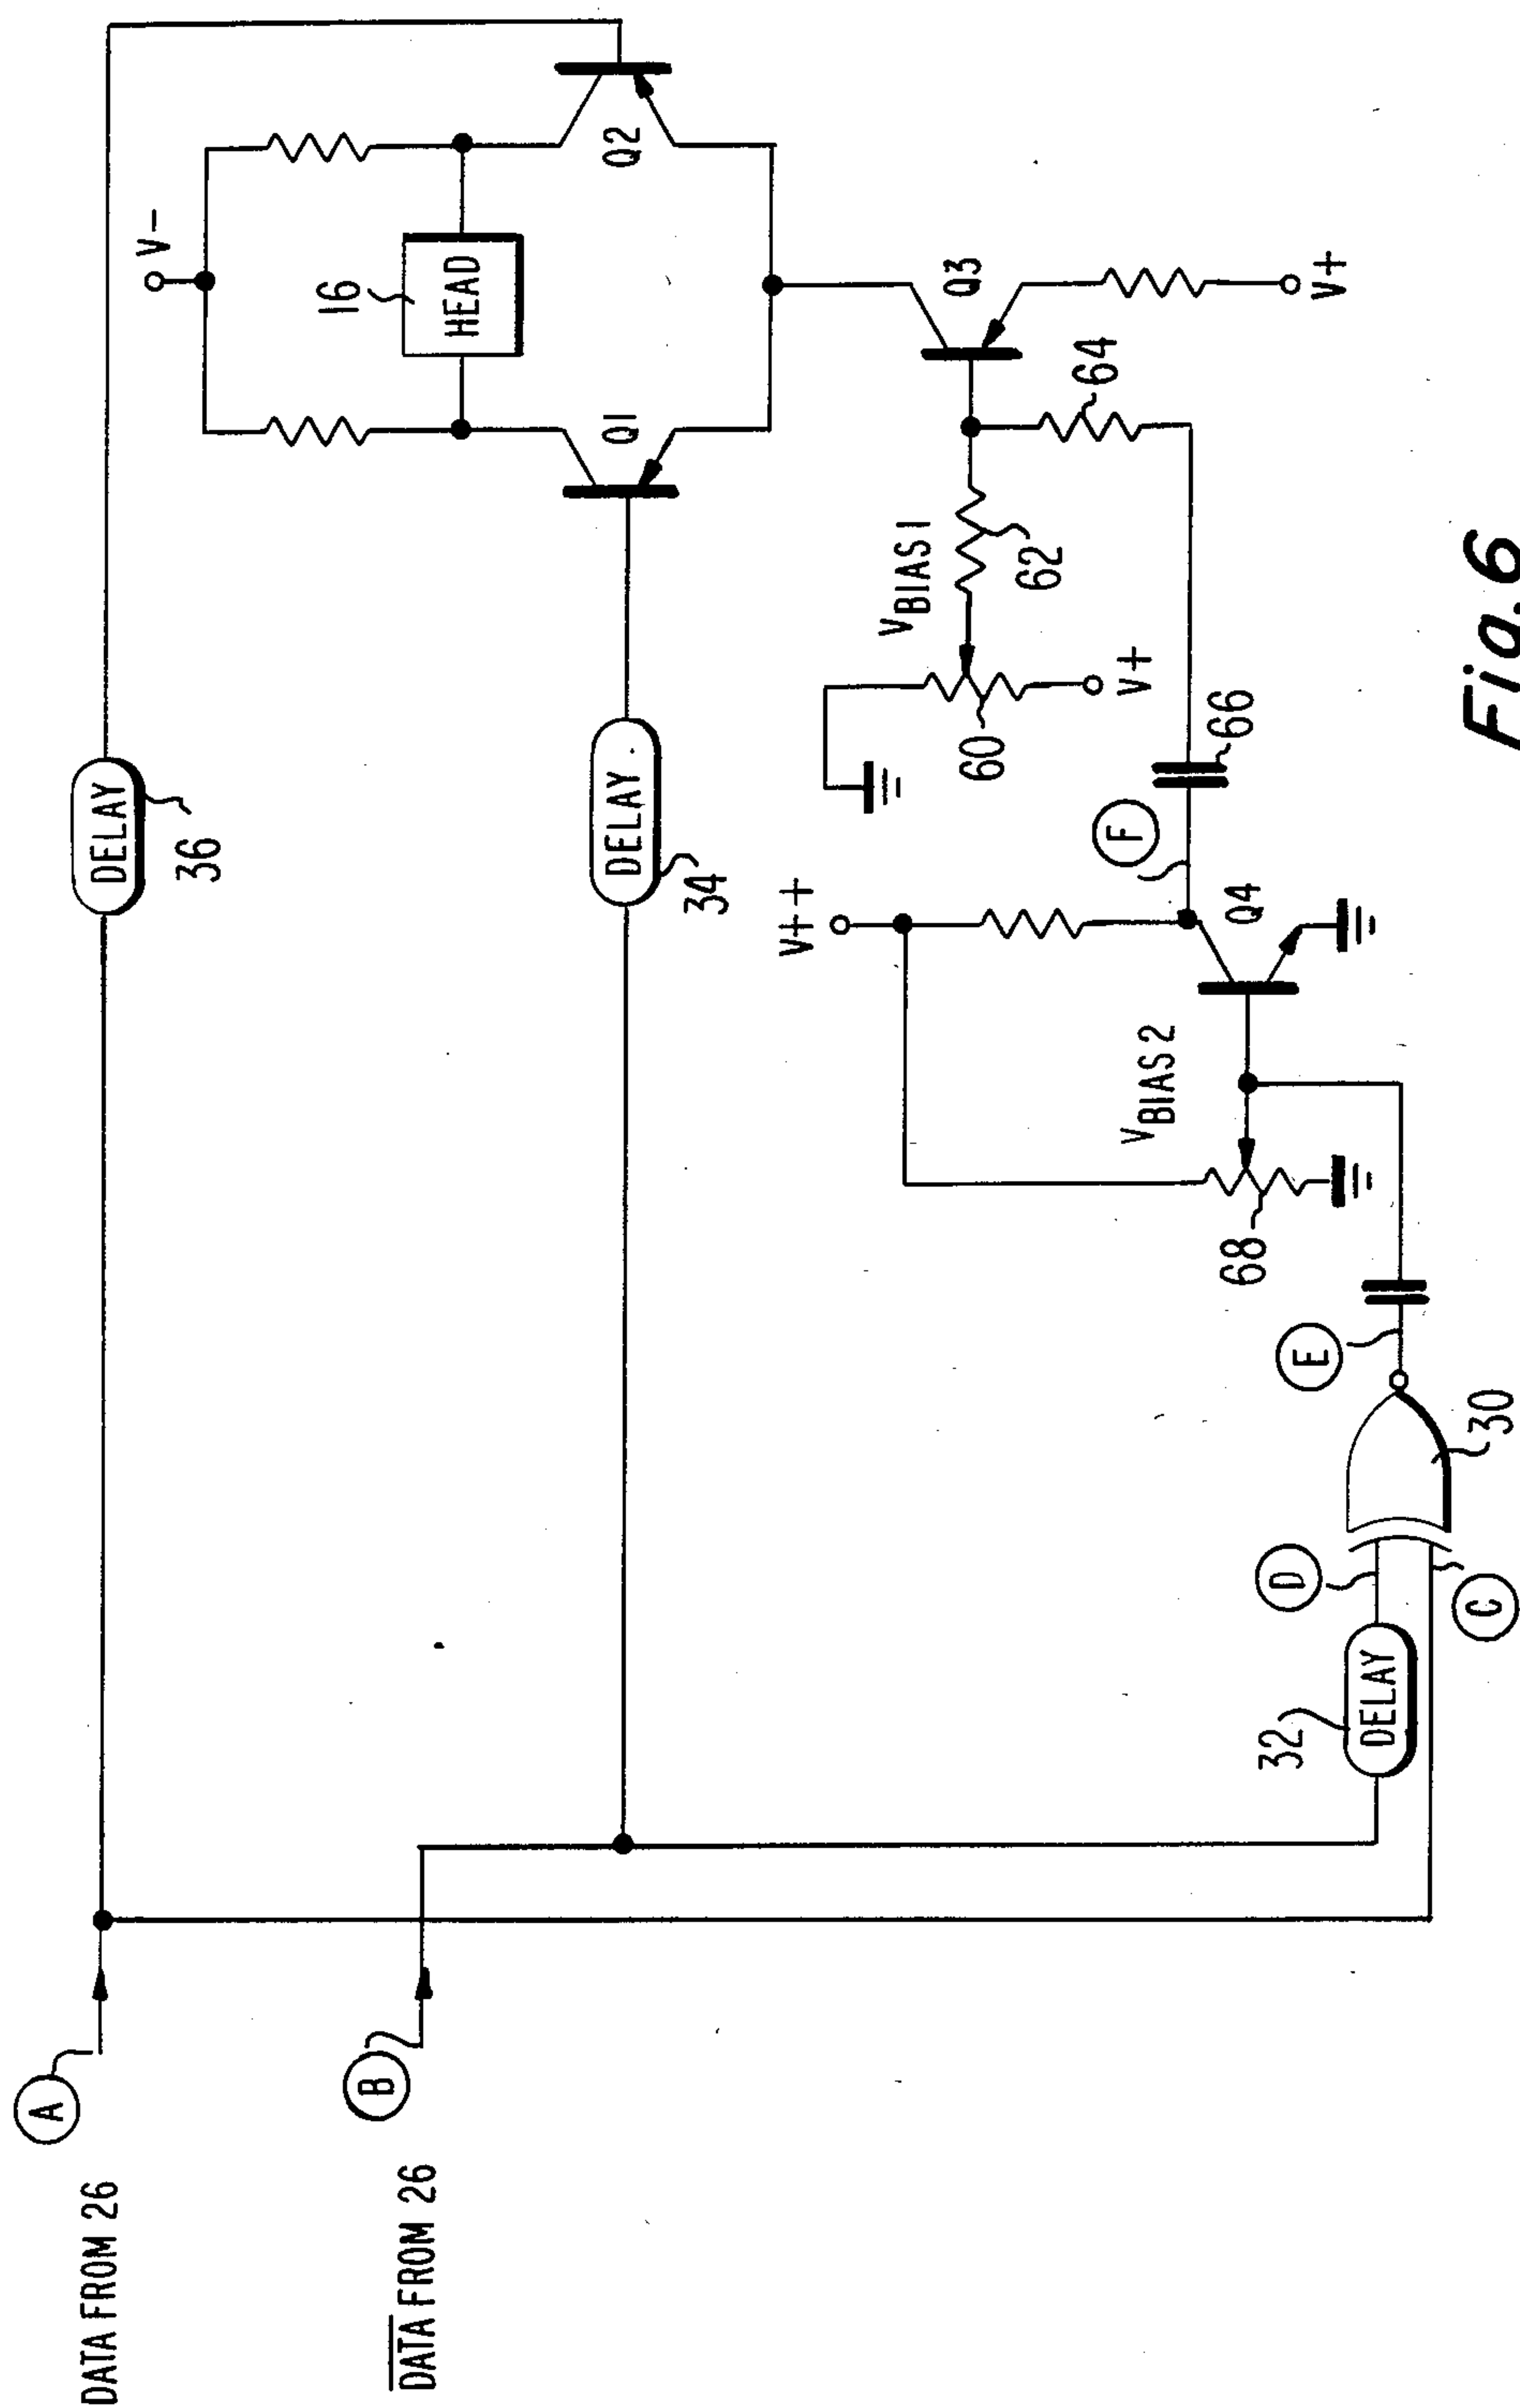 DATA FROM 26
A
DATA FROM 26
B
DELAY
36
DELAY
34
V-
16
HEAD
Q1
Q2
Q3
V+
64
62
VBIAS1
60
V+
66
F
V++
Q4
VBIAS2
68
E
30
D
C
DELAY
32
Fig. 6